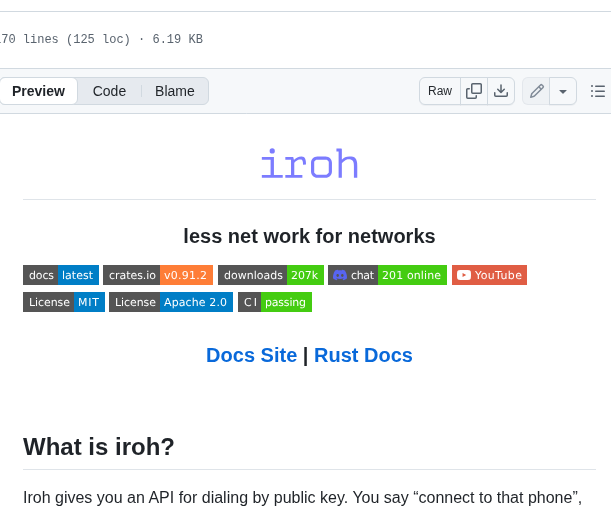 70 lines (125 loc) · 6.19 KB
Preview Code Blame Raw
iroh
less net work for networks
docs latest crates.io v0.91.2 downloads 207k chat 201 online YouTube
License MIT License Apache 2.0 CI passing
Docs Site | Rust Docs
What is iroh?
Iroh gives you an API for dialing by public key. You say “connect to that phone”,